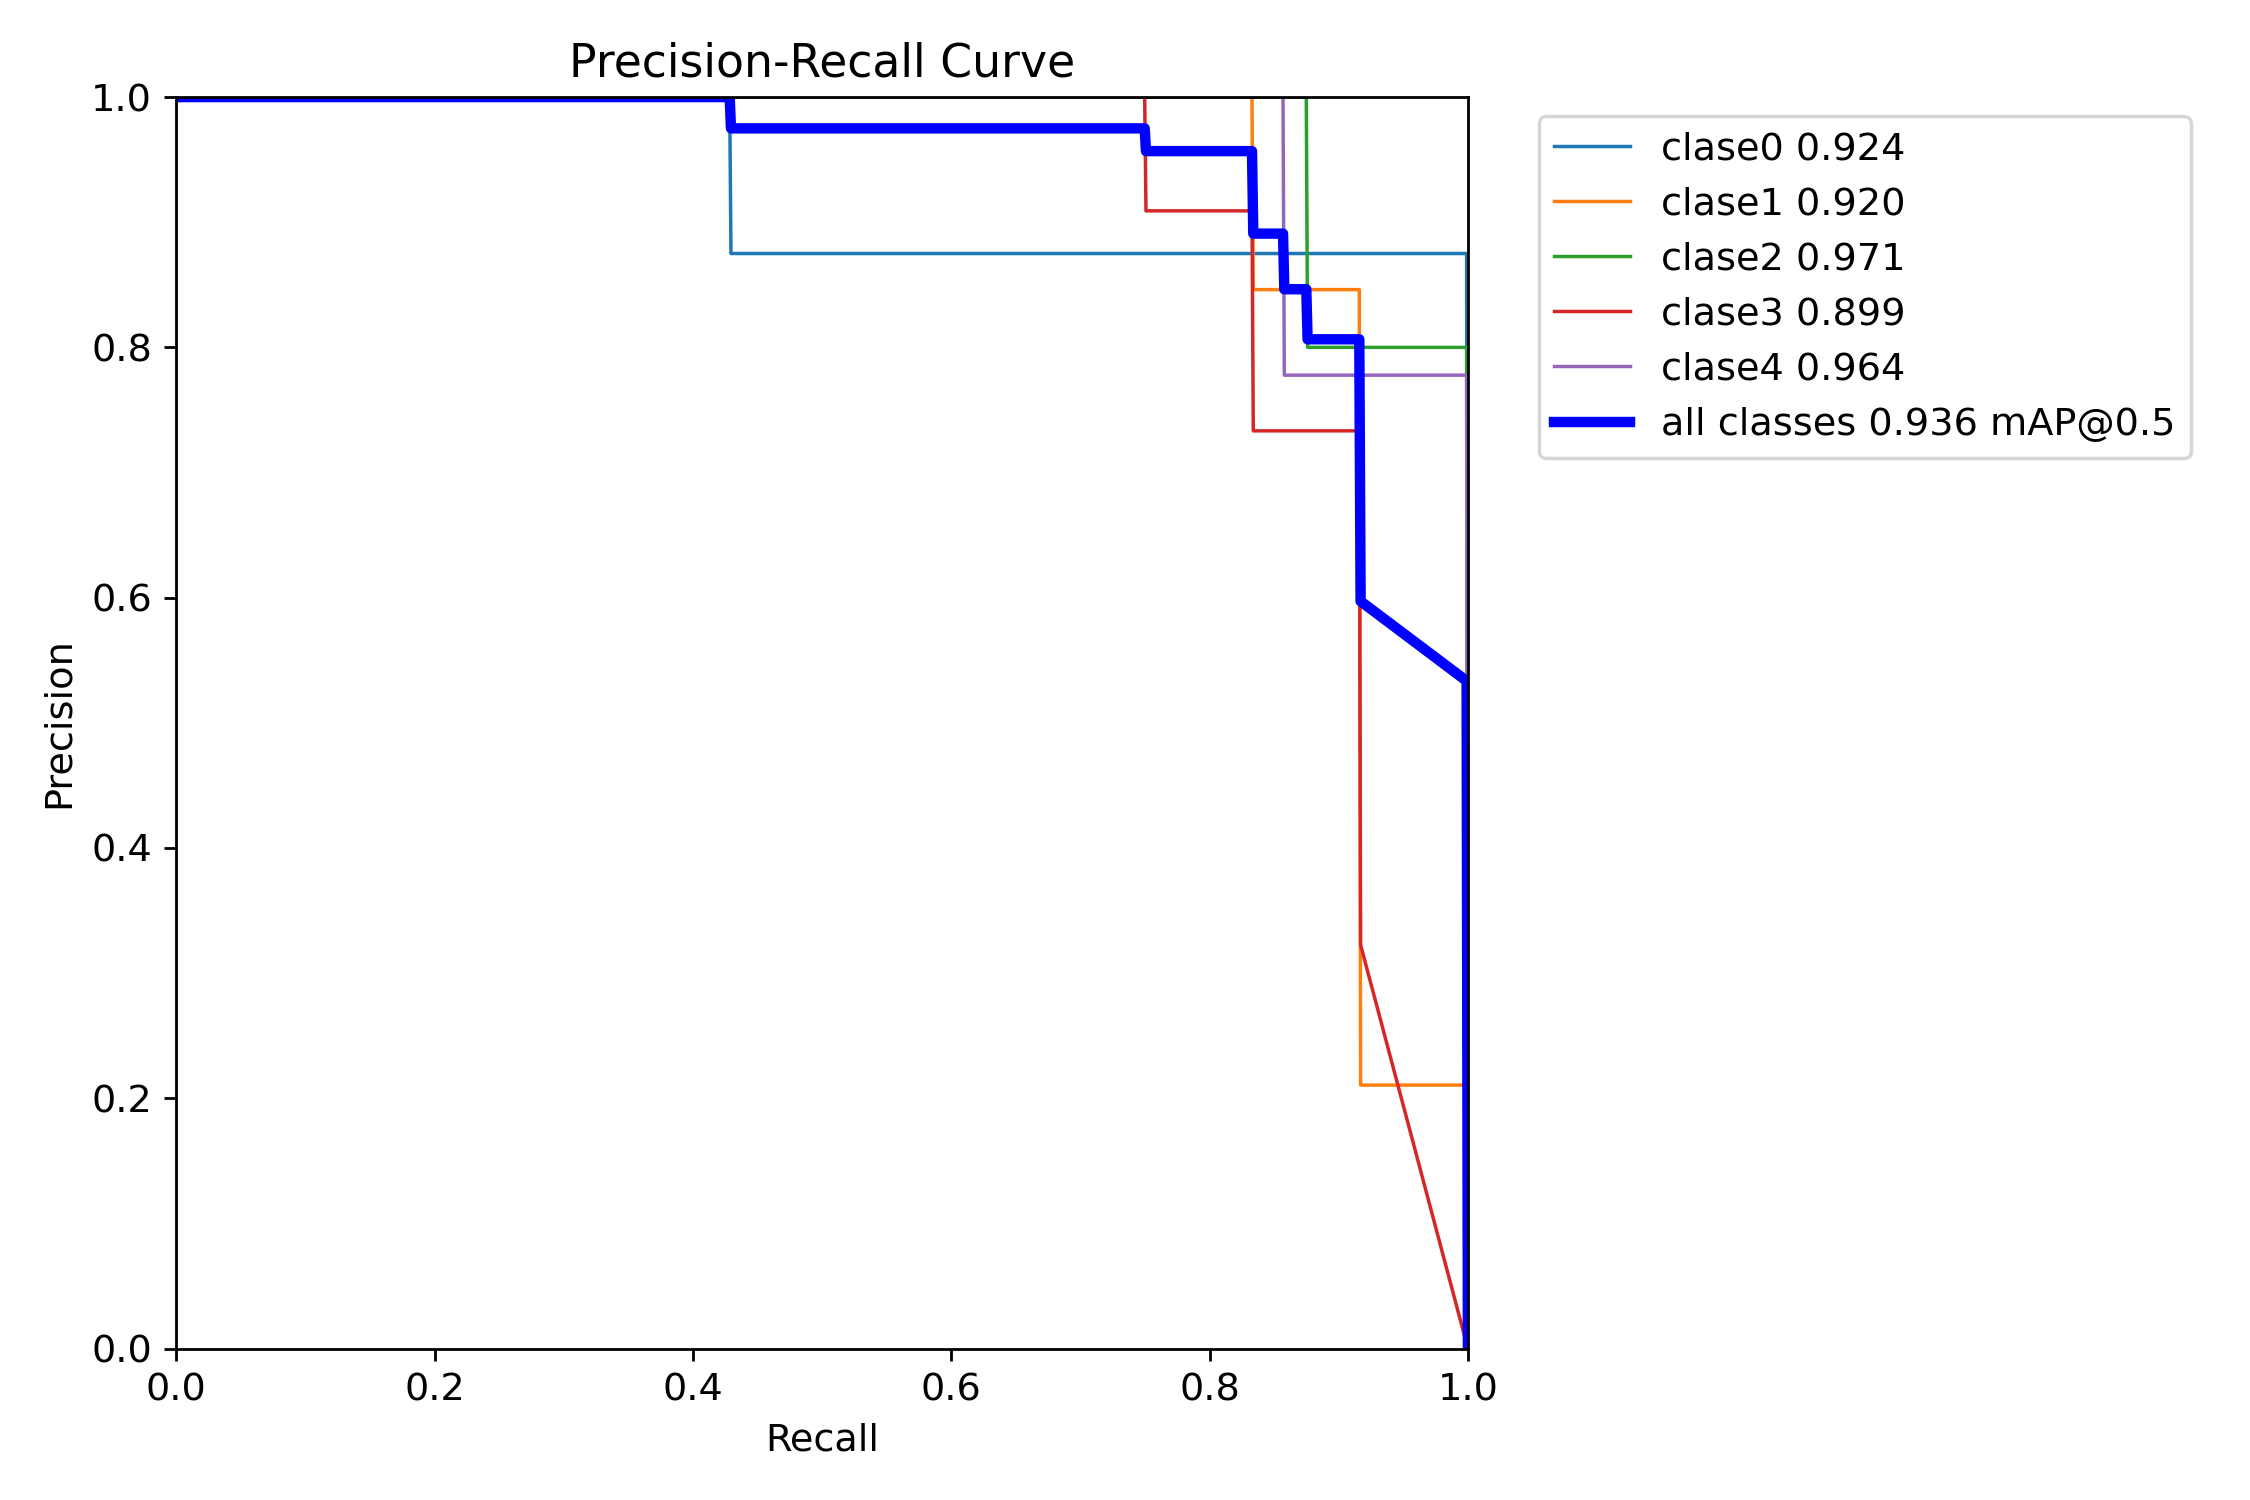 Precision-Recall Curve
1.0
0.8
0.6
0.4
0.2
0.0
Precision
0.0 0.2 0.4 0.6 0.8 1.0
Recall
clase0 0.924
clase1 0.920
clase2 0.971
clase3 0.899
clase4 0.964
all classes 0.936 mAP@0.5